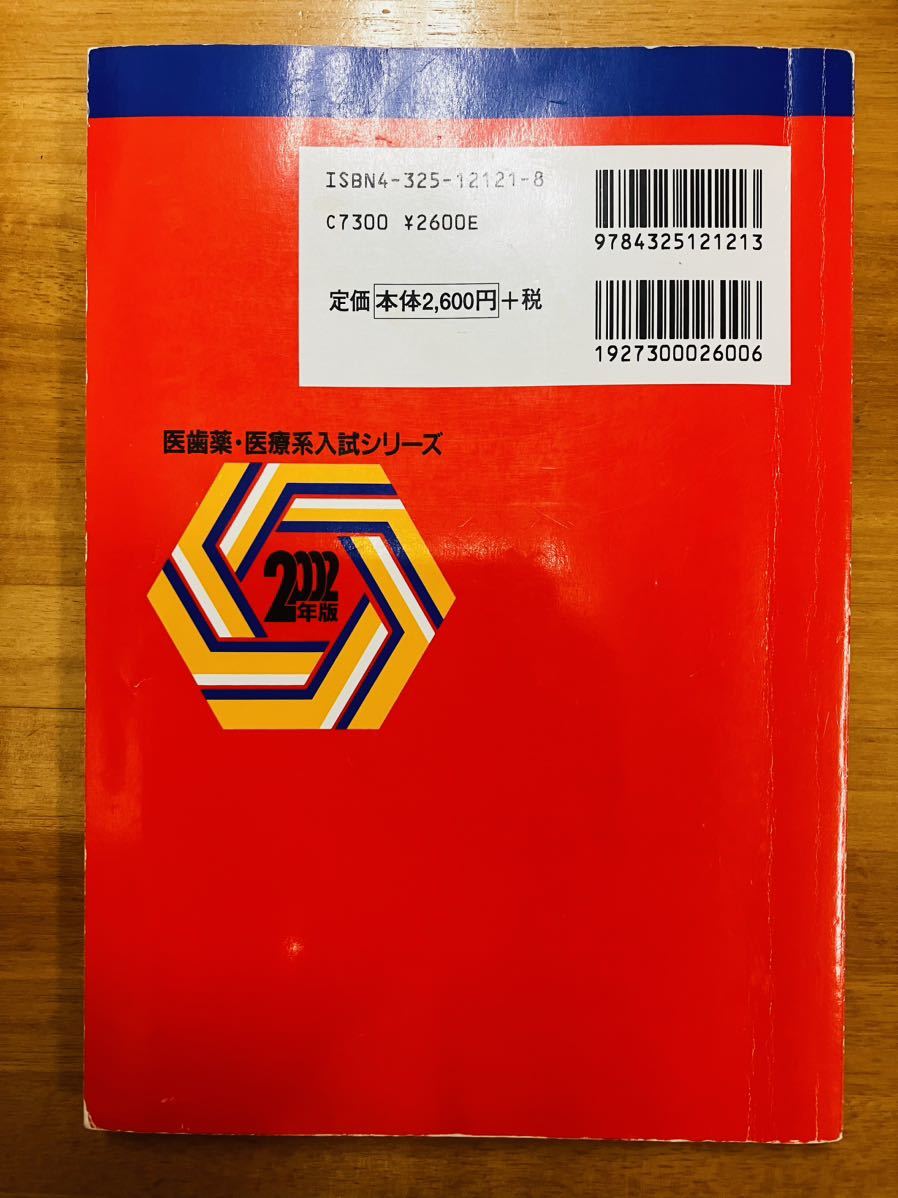 ISBN4-325-12121-8
C7300 ¥2600E
9784325121213
定価 本体2,600円+税
1927300026006
医歯薬・医療系入試シリーズ
2002
年版